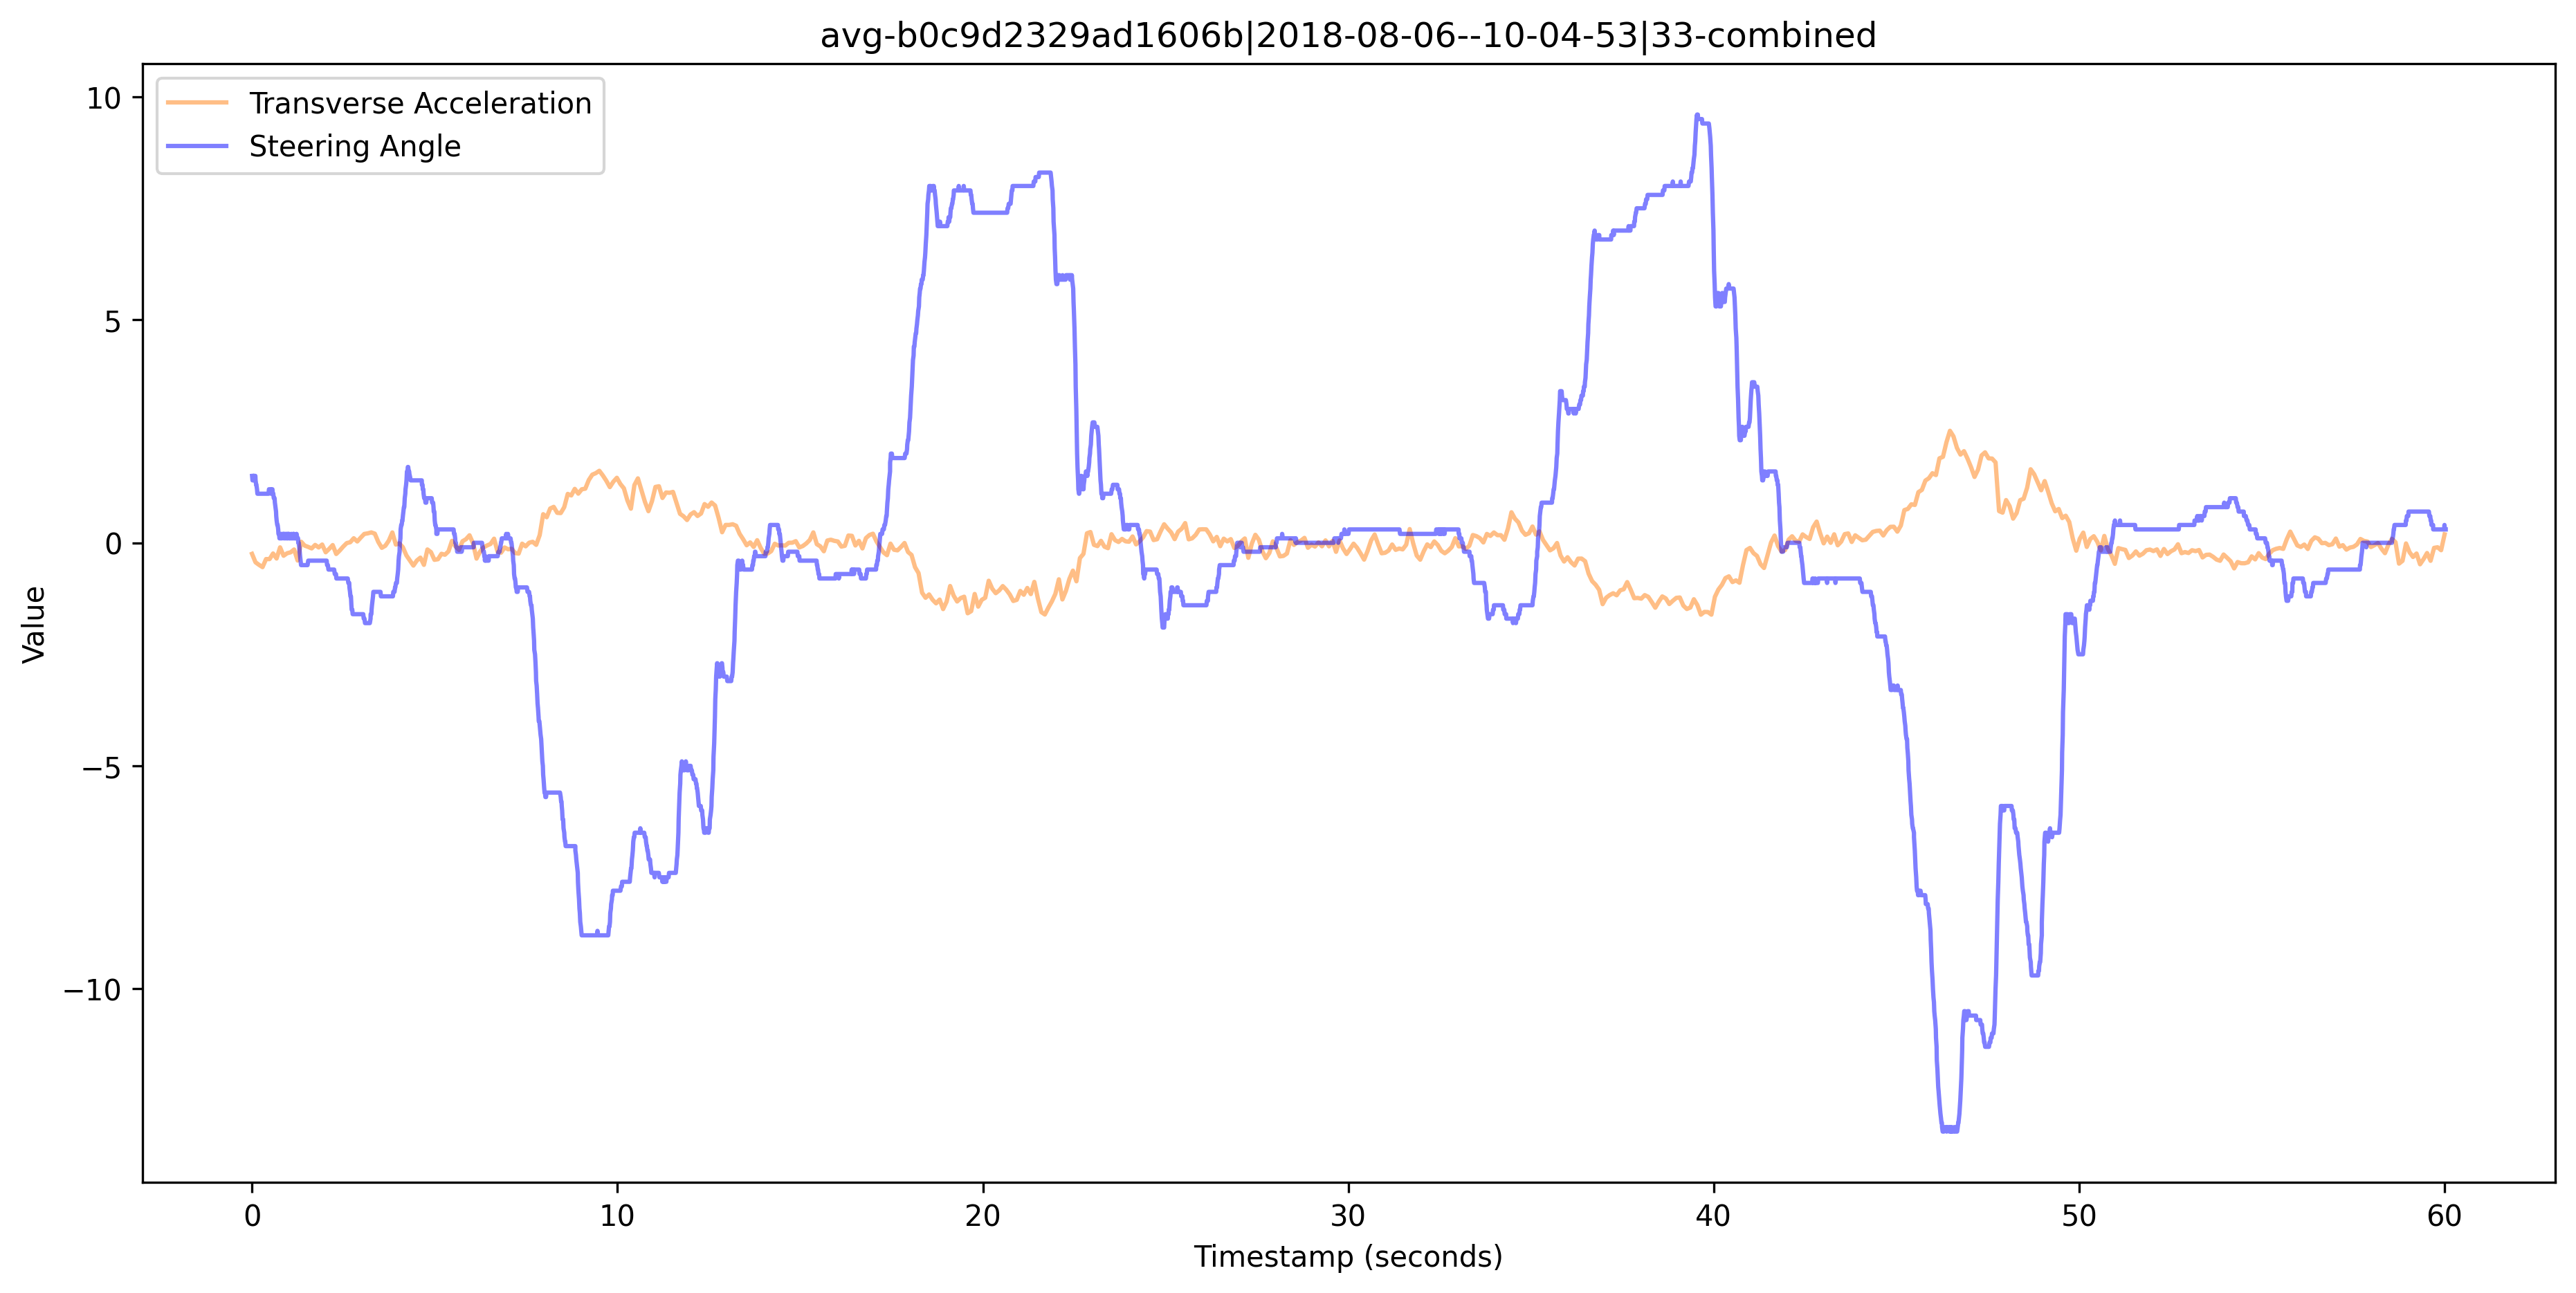 avg-b0c9d2329ad1606b|2018-08-06--10-04-53|33-combined
Transverse Acceleration
Steering Angle
10
5
0
−5
−10
Value
0 10 20 30 40 50 60
Timestamp (seconds)